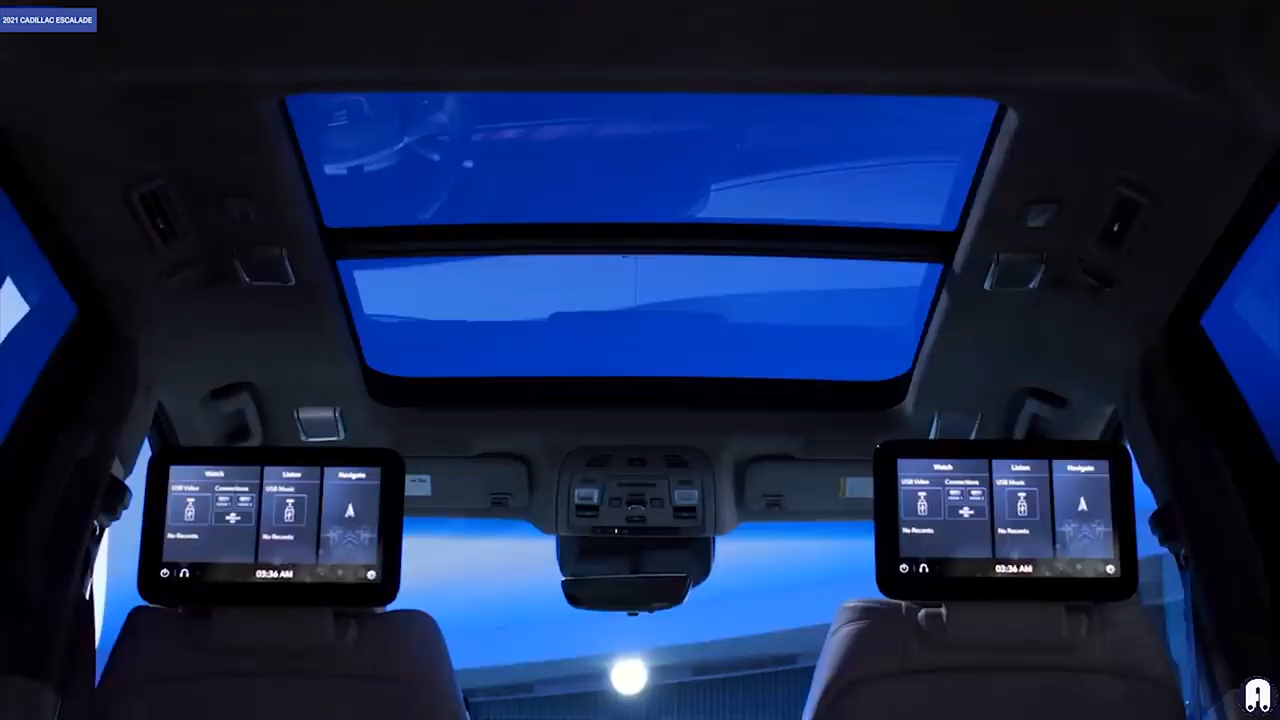 2021 CADILLAC ESCALADE
Watch
Listen
Navigate
USB Video
Connections
USB Music
No Recents
No Recents
03:36 AM
Watch
Listen
Navigate
USB Video
Connections
USB Music
No Recents
No Recents
03:36 AM